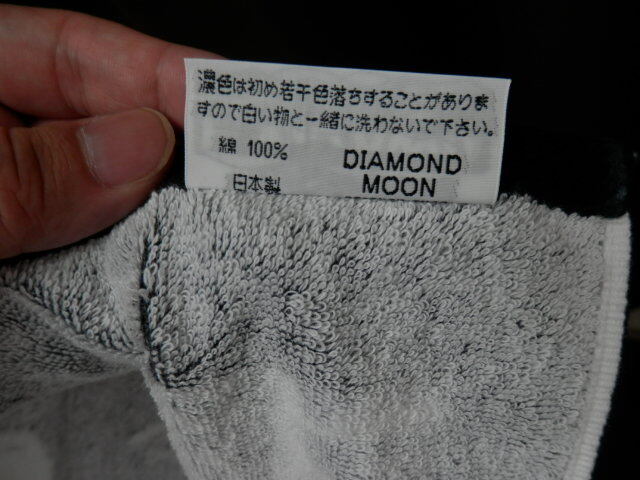 濃色は初め若干色落ちすることがありま
すので白い物と一緒に洗わないで下さい。
綿 100% DIAMOND
日本製 MOON